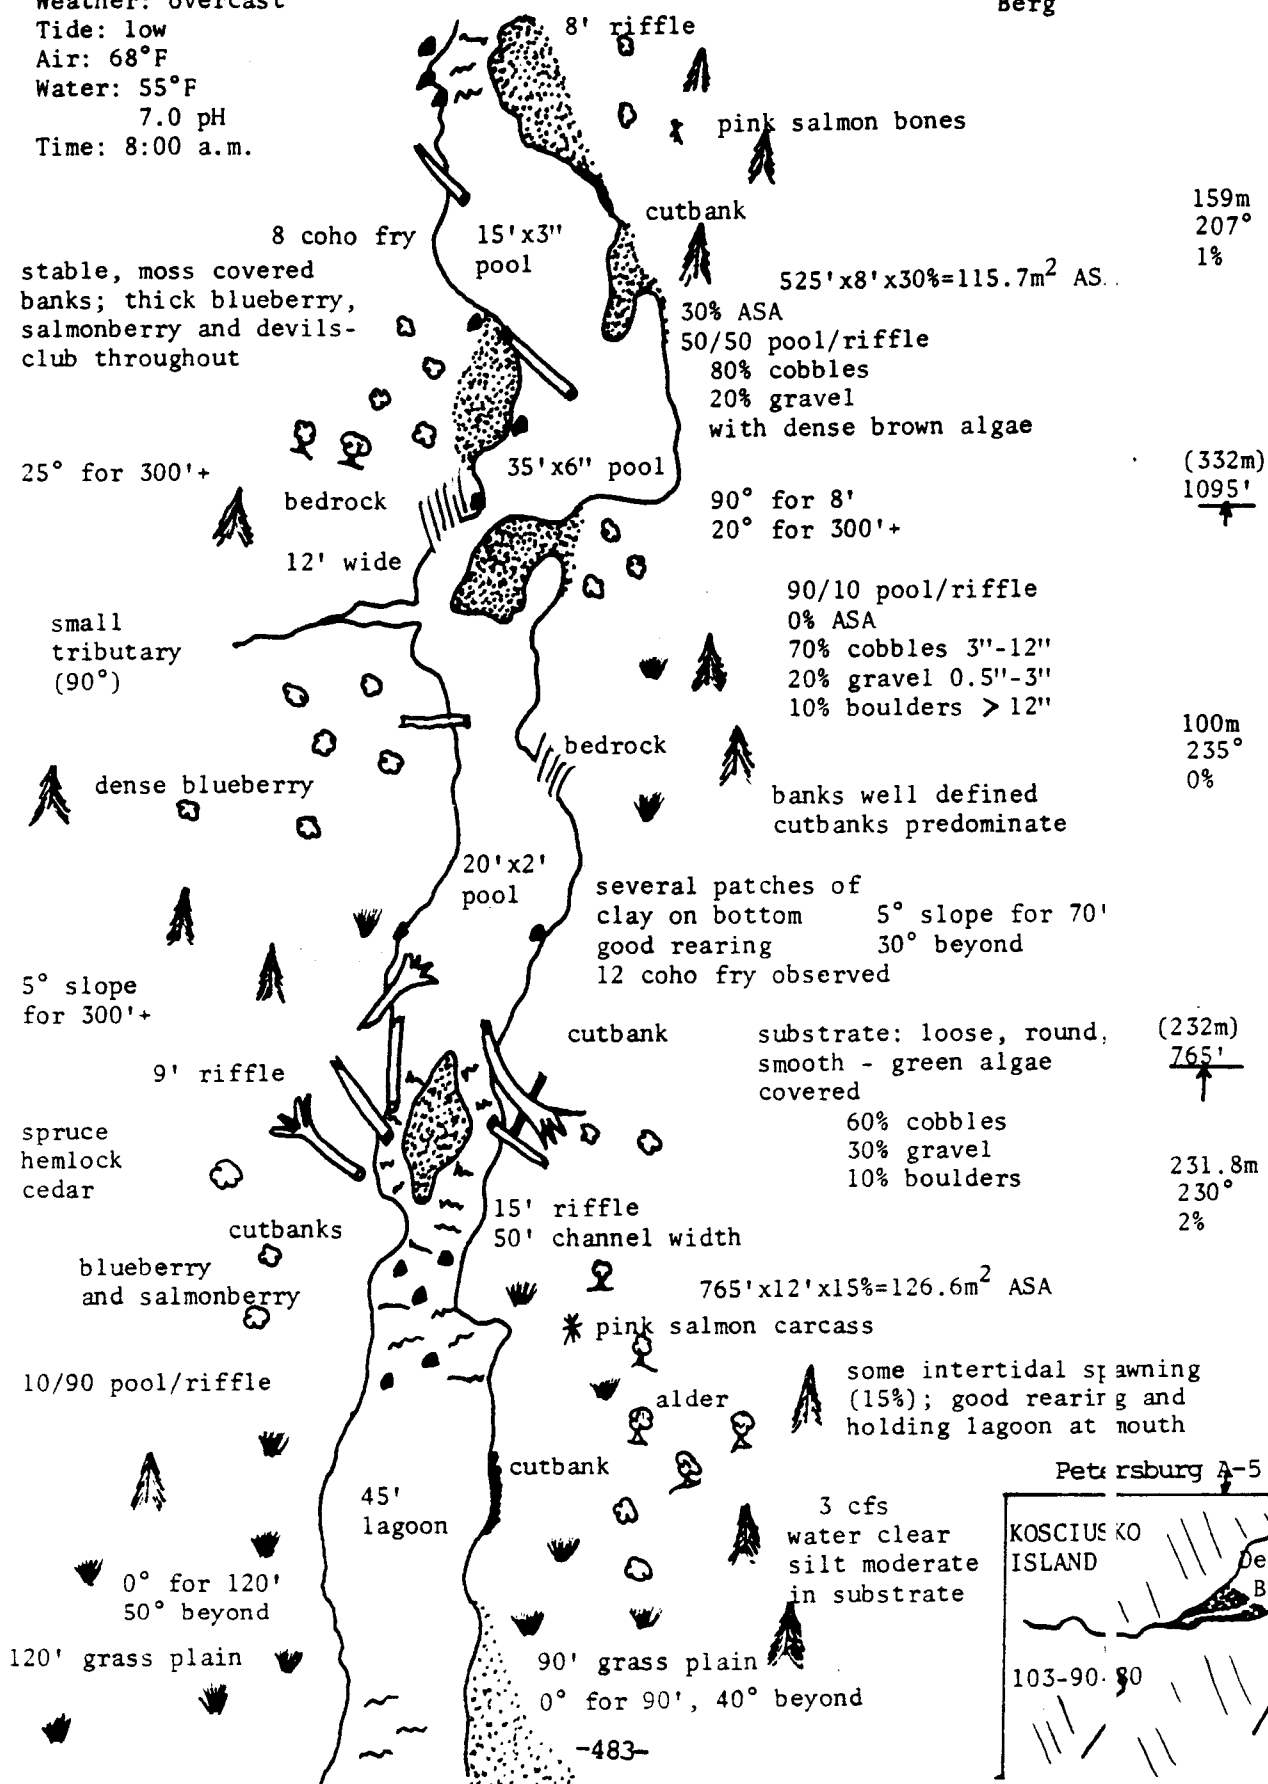 Weather: overcast
Tide: low
Air: 68°F
Water: 55°F
7.0 pH
Time: 8:00 a.m.
Berg
8' riffle
pink salmon bones
cutbank
159m
207°
1%
8 coho fry
15'x3"
pool
stable, moss covered
banks; thick blueberry,
salmonberry and devils-
club throughout
525'x8'x30%=115.7m² AS
30% ASA
50/50 pool/riffle
80% cobbles
20% gravel
with dense brown algae
25° for 300'+
35'x6" pool
(332m)
1095'
bedrock
90° for 8'
20° for 300'+
12' wide
small
tributary
(90°)
90/10 pool/riffle
0% ASA
70% cobbles 3"-12"
20% gravel 0.5"-3"
10% boulders > 12"
100m
235°
0%
bedrock
dense blueberry
banks well defined
cutbanks predominate
20'x2'
pool
several patches of
clay on bottom
good rearing
12 coho fry observed
5° slope for 70'
30° beyond
5° slope
for 300'+
cutbank
substrate: loose, round,
smooth - green algae
covered
60% cobbles
30% gravel
10% boulders
(232m)
765'
9' riffle
spruce
hemlock
cedar
231.8m
230°
2%
cutbanks
15' riffle
50' channel width
blueberry
and salmonberry
765'x12'x15%=126.6m² ASA
pink salmon carcass
10/90 pool/riffle
some intertidal spawning
(15%); good rearing and
holding lagoon at mouth
alder
cutbank
45'
lagoon
3 cfs
water clear
silt moderate
in substrate
Petersburg A-5
KOSCIUSKO
ISLAND
De
B
103-90-80
0° for 120'
50° beyond
120' grass plain
90' grass plain
0° for 90', 40° beyond
-483-